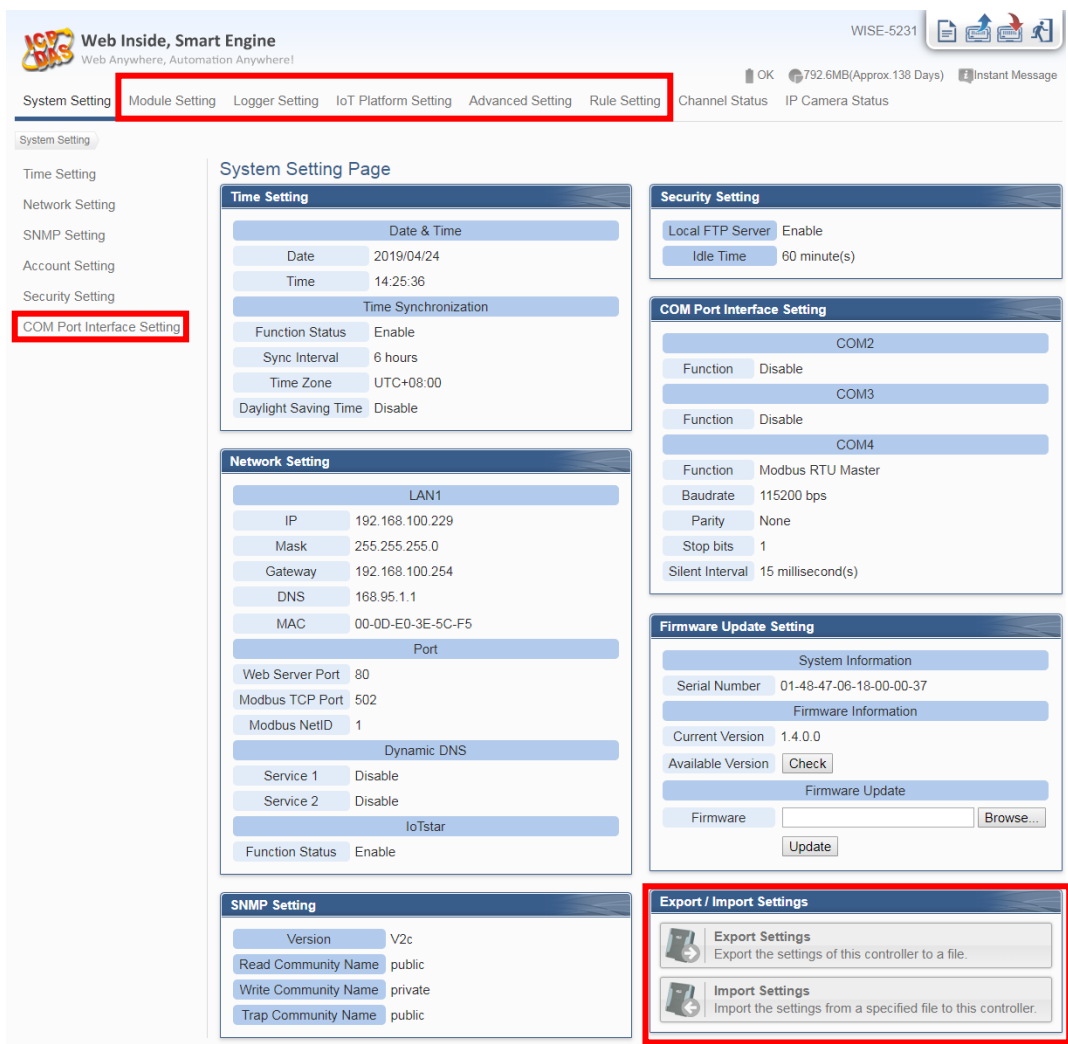 ICP DAS
Web Inside, Smart Engine
Web Anywhere, Automation Anywhere!
WISE-5231
OK 792.6MB(Approx.138 Days) Instant Message
System Setting Module Setting Logger Setting IoT Platform Setting Advanced Setting Rule Setting Channel Status IP Camera Status
System Setting
Time Setting
Network Setting
SNMP Setting
Account Setting
Security Setting
COM Port Interface Setting
System Setting Page
Time Setting
Date & Time
Date 2019/04/24
Time 14:25:36
Time Synchronization
Function Status Enable
Sync Interval 6 hours
Time Zone UTC+08:00
Daylight Saving Time Disable
Network Setting
LAN1
IP 192.168.100.229
Mask 255.255.255.0
Gateway 192.168.100.254
DNS 168.95.1.1
MAC 00-0D-E0-3E-5C-F5
Port
Web Server Port 80
Modbus TCP Port 502
Modbus NetID 1
Dynamic DNS
Service 1 Disable
Service 2 Disable
IoTstar
Function Status Enable
SNMP Setting
Version V2c
Read Community Name public
Write Community Name private
Trap Community Name public
Security Setting
Local FTP Server Enable
Idle Time 60 minute(s)
COM Port Interface Setting
COM2
Function Disable
COM3
Function Disable
COM4
Function Modbus RTU Master
Baudrate 115200 bps
Parity None
Stop bits 1
Silent Interval 15 millisecond(s)
Firmware Update Setting
System Information
Serial Number 01-48-47-06-18-00-00-37
Firmware Information
Current Version 1.4.0.0
Available Version Check
Firmware Update
Firmware Browse...
Update
Export / Import Settings
Export Settings
Export the settings of this controller to a file.
Import Settings
Import the settings from a specified file to this controller.